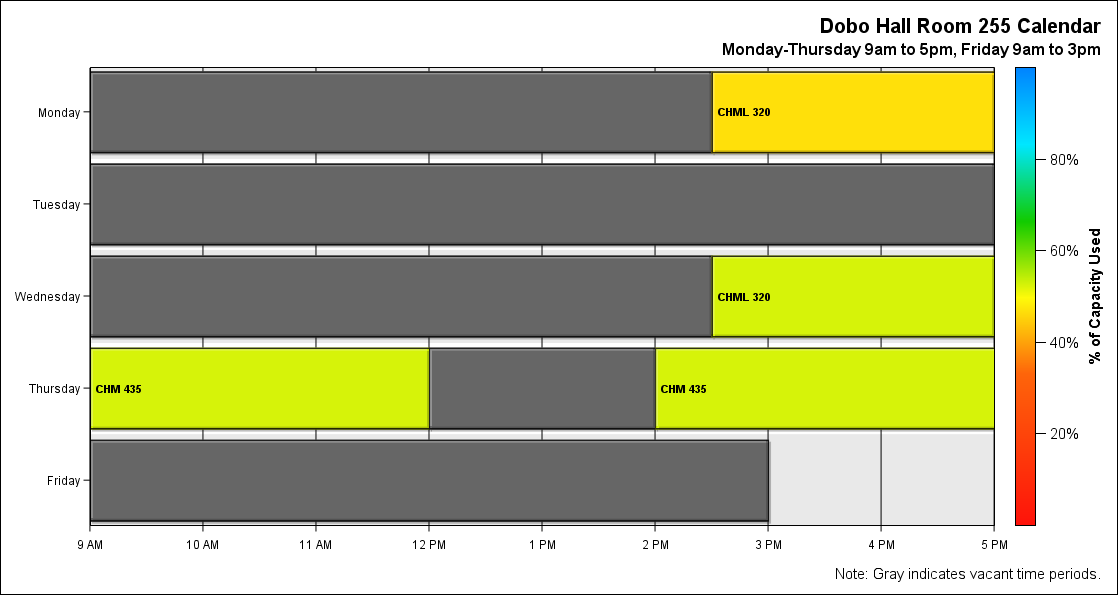 Dobo Hall Room 255 Calendar
Monday-Thursday 9am to 5pm, Friday 9am to 3pm
Monday
CHML 320
Tuesday
Wednesday
CHML 320
Thursday
CHM 435
CHM 435
Friday
9 AM
10 AM
11 AM
12 PM
1 PM
2 PM
3 PM
4 PM
5 PM
80%
60%
40%
20%
% of Capacity Used
Note: Gray indicates vacant time periods.